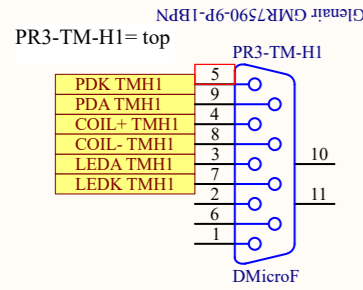 Glenair GMR7590-9P-1BPN
PR3-TM-H1= top
PR3-TM-H1
5
PDK TMH1
9
PDA TMH1
4
COIL+ TMH1
8
COIL- TMH1
3
LEDA TMH1
10
7
LEDK TMH1
2
11
6
1
DMicroF